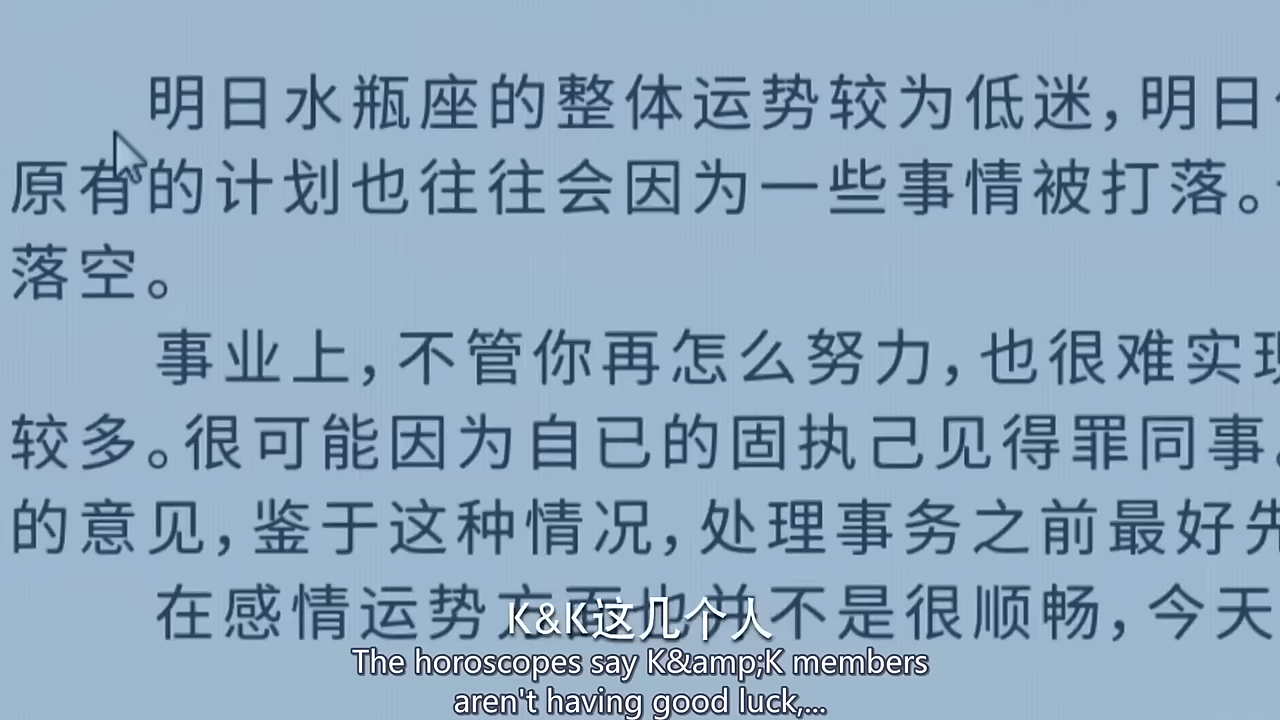 明日水瓶座的整体运势较为低迷，明日
原有的计划也往往会因为一些事情被打落。
落空。
事业上，不管你再怎么努力，也很难实现
较多。很可能因为自已的固执己见得罪同事。
的意见，鉴于这种情况，处理事务之前最好先
在感情运势方面也并不是很顺畅，今天
K&K这几个人
The horoscopes say K&amp;K members
aren't having good luck,...